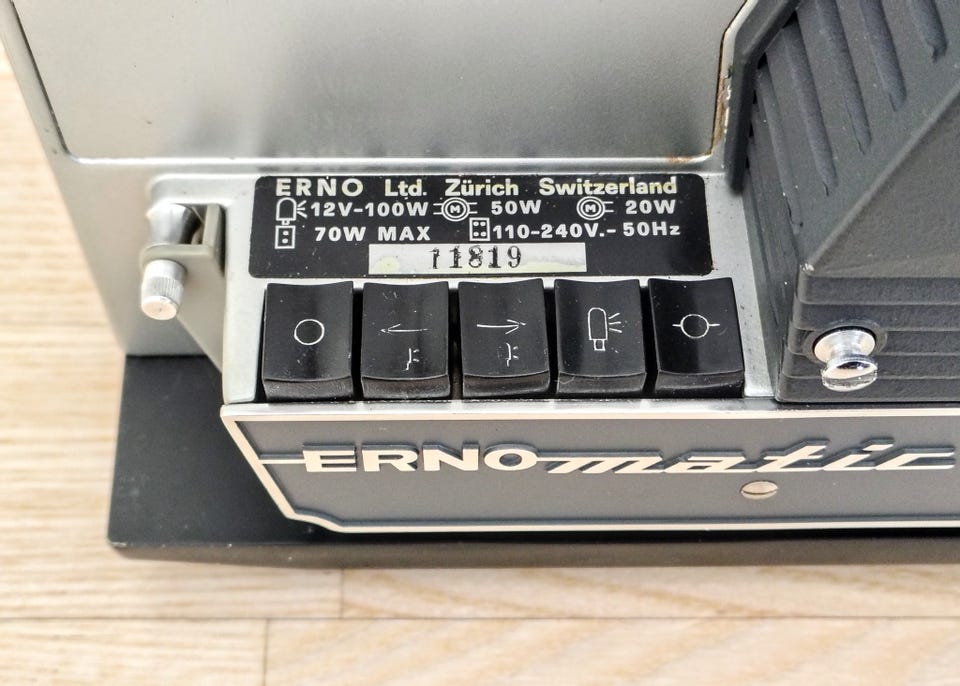 ERNO Ltd. Zürich Switzerland
12V-100W M 50W M 20W
70W MAX 110-240V.-50Hz
11819
ERNOmatic